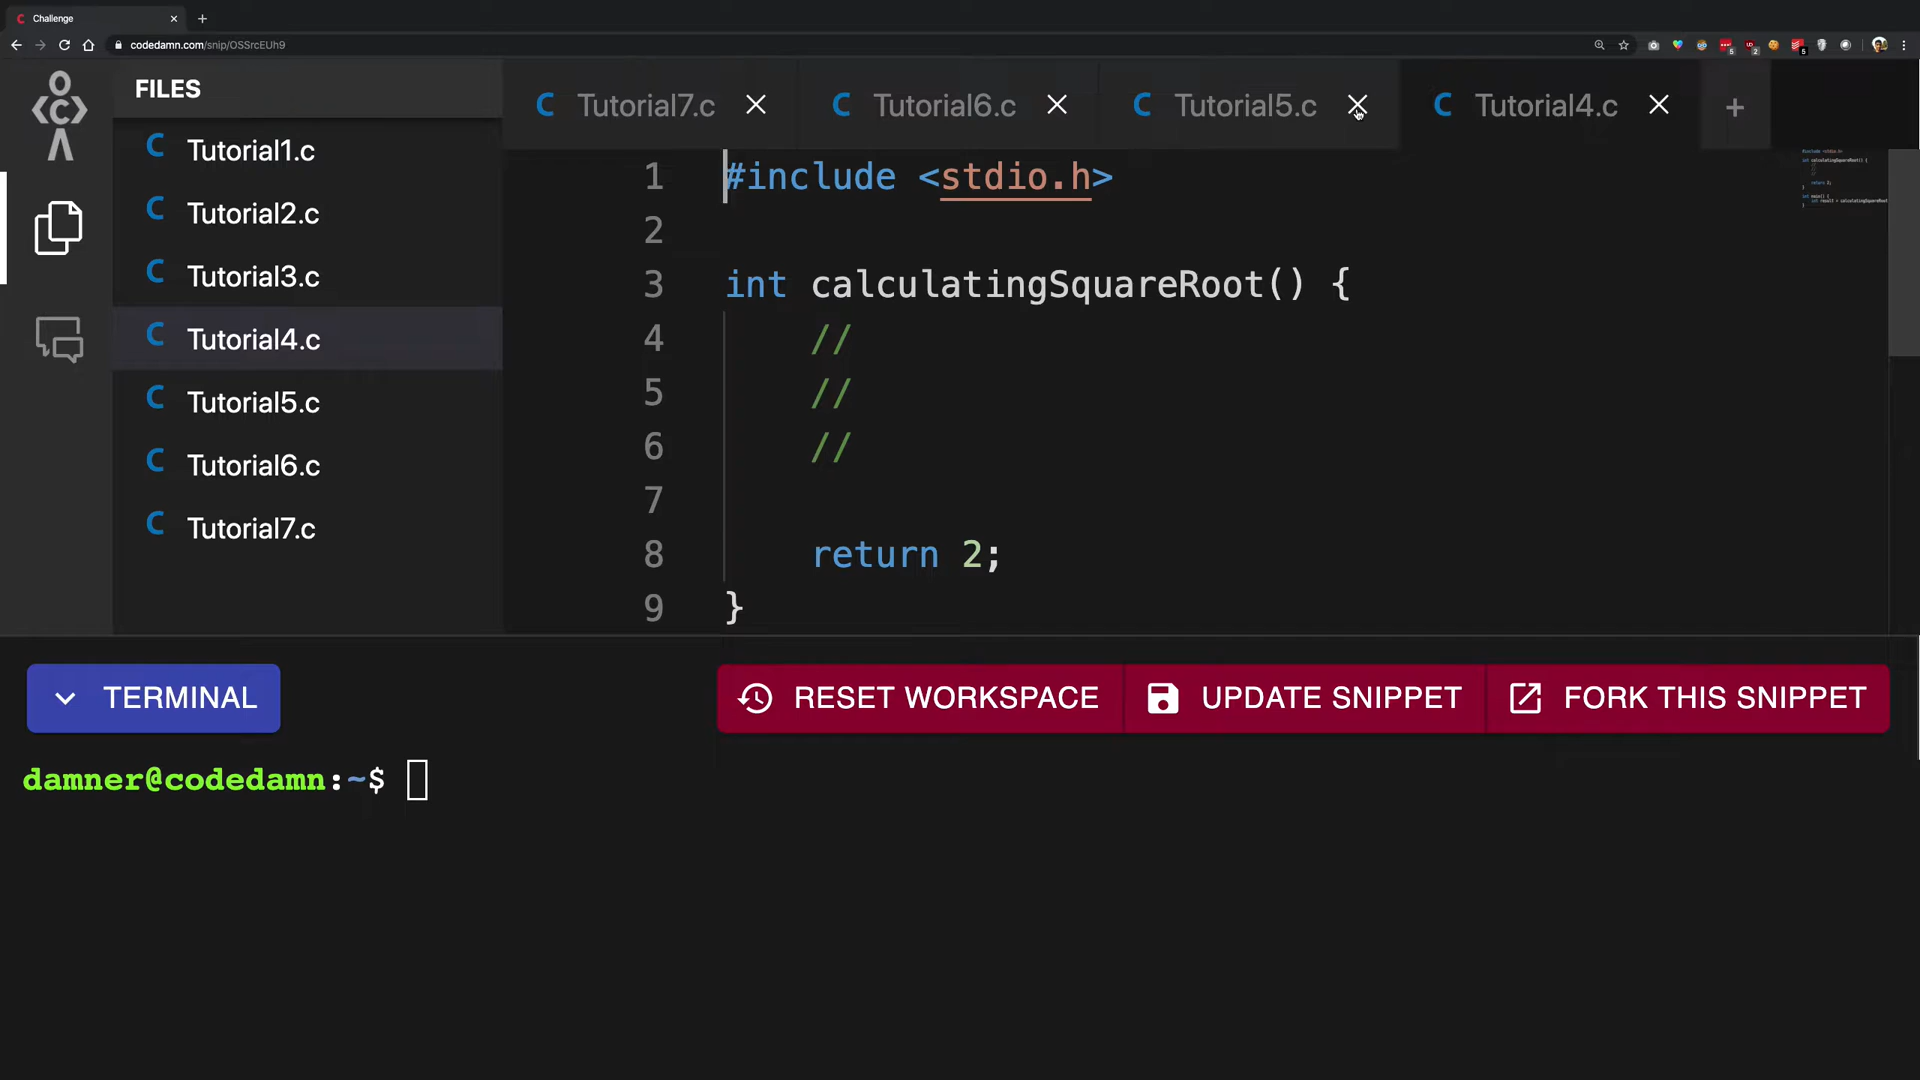 Challenge
codedamn.com/snip/OSSrcEUh9
FILES
Tutorial1.c
Tutorial2.c
Tutorial3.c
Tutorial4.c
Tutorial5.c
Tutorial6.c
Tutorial7.c
Tutorial7.c Tutorial6.c Tutorial5.c Tutorial4.c
1 #include <stdio.h>
2
3 int calculatingSquareRoot() {
4 //
5 //
6 //
7
8 return 2;
9 }
TERMINAL
RESET WORKSPACE UPDATE SNIPPET FORK THIS SNIPPET
damner@codedamn:~$